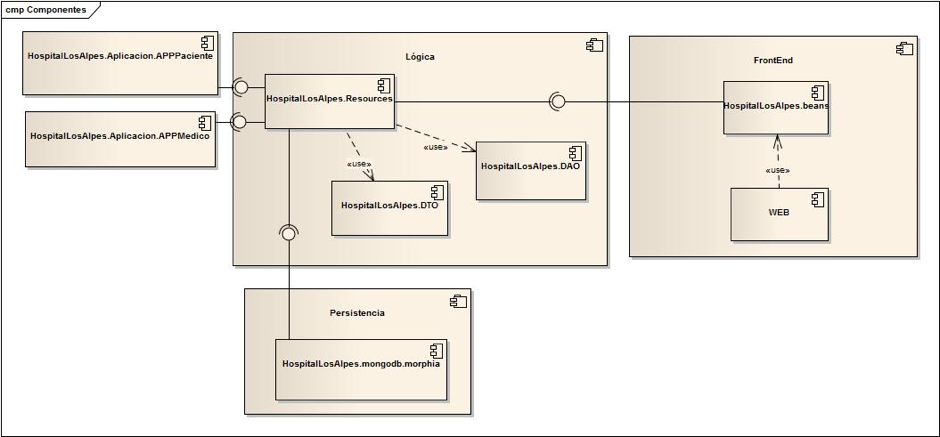 cmp Componentes
HospitalLosAlpes.Aplicacion.APPPaciente
HospitalLosAlpes.Aplicacion.APPMedico
Lógica
HospitalLosAlpes.Resources
«use»
«use»
HospitalLosAlpes.DAO
HospitalLosAlpes.DTO
FrontEnd
HospitalLosAlpes.beans
«use»
WEB
Persistencia
HospitalLosAlpes.mongodb.morphia